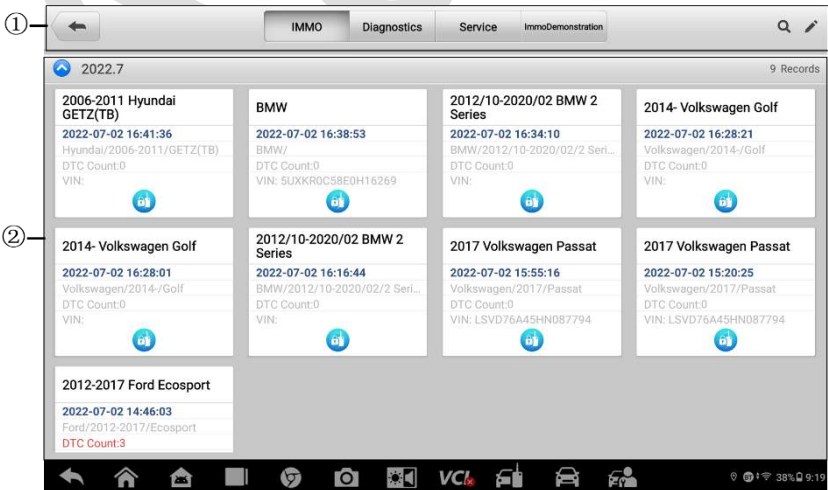 ①
IMMO
Diagnostics
Service
ImmoDemonstration
2022.7
9 Records
2006-2011 Hyundai
GETZ(TB)
2022-07-02 16:41:36
Hyundai/2006-2011/GETZ(TB)
DTC Count:0
VIN:
BMW
2022-07-02 16:38:53
BMW/
DTC Count:0
VIN: 5UXKR0C58E0H16269
2012/10-2020/02 BMW 2
Series
2022-07-02 16:34:10
BMW/2012/10-2020/02/2 Seri...
DTC Count:0
VIN:
2014- Volkswagen Golf
2022-07-02 16:28:21
Volkswagen/2014-/Golf
DTC Count:0
VIN:
②
2014- Volkswagen Golf
2022-07-02 16:28:01
Volkswagen/2014-/Golf
DTC Count:0
VIN:
2012/10-2020/02 BMW 2
Series
2022-07-02 16:16:44
BMW/2012/10-2020/02/2 Seri...
DTC Count:0
VIN:
2017 Volkswagen Passat
2022-07-02 15:55:16
Volkswagen/2017/Passat
DTC Count:0
VIN: LSVD76A45HN087794
2017 Volkswagen Passat
2022-07-02 15:20:25
Volkswagen/2017/Passat
DTC Count:0
VIN: LSVD76A45HN087794
2012-2017 Ford Ecosport
2022-07-02 14:46:03
Ford/2012-2017/Ecosport
DTC Count:3
VCI
38% 9:19